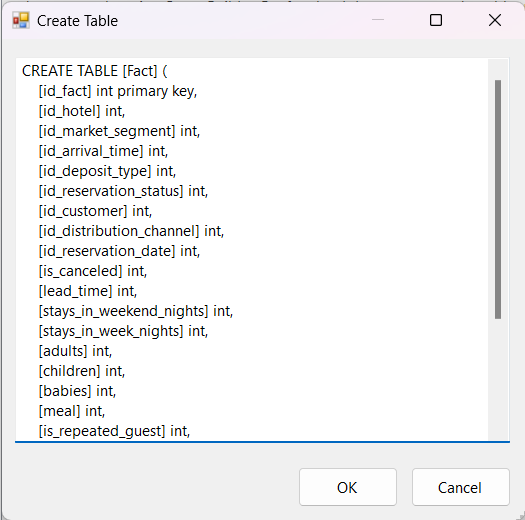 Create Table
CREATE TABLE [Fact] (
[id_fact] int primary key,
[id_hotel] int,
[id_market_segment] int,
[id_arrival_time] int,
[id_deposit_type] int,
[id_reservation_status] int,
[id_customer] int,
[id_distribution_channel] int,
[id_reservation_date] int,
[is_canceled] int,
[lead_time] int,
[stays_in_weekend_nights] int,
[stays_in_week_nights] int,
[adults] int,
[children] int,
[babies] int,
[meal] int,
[is_repeated_guest] int,
OK
Cancel